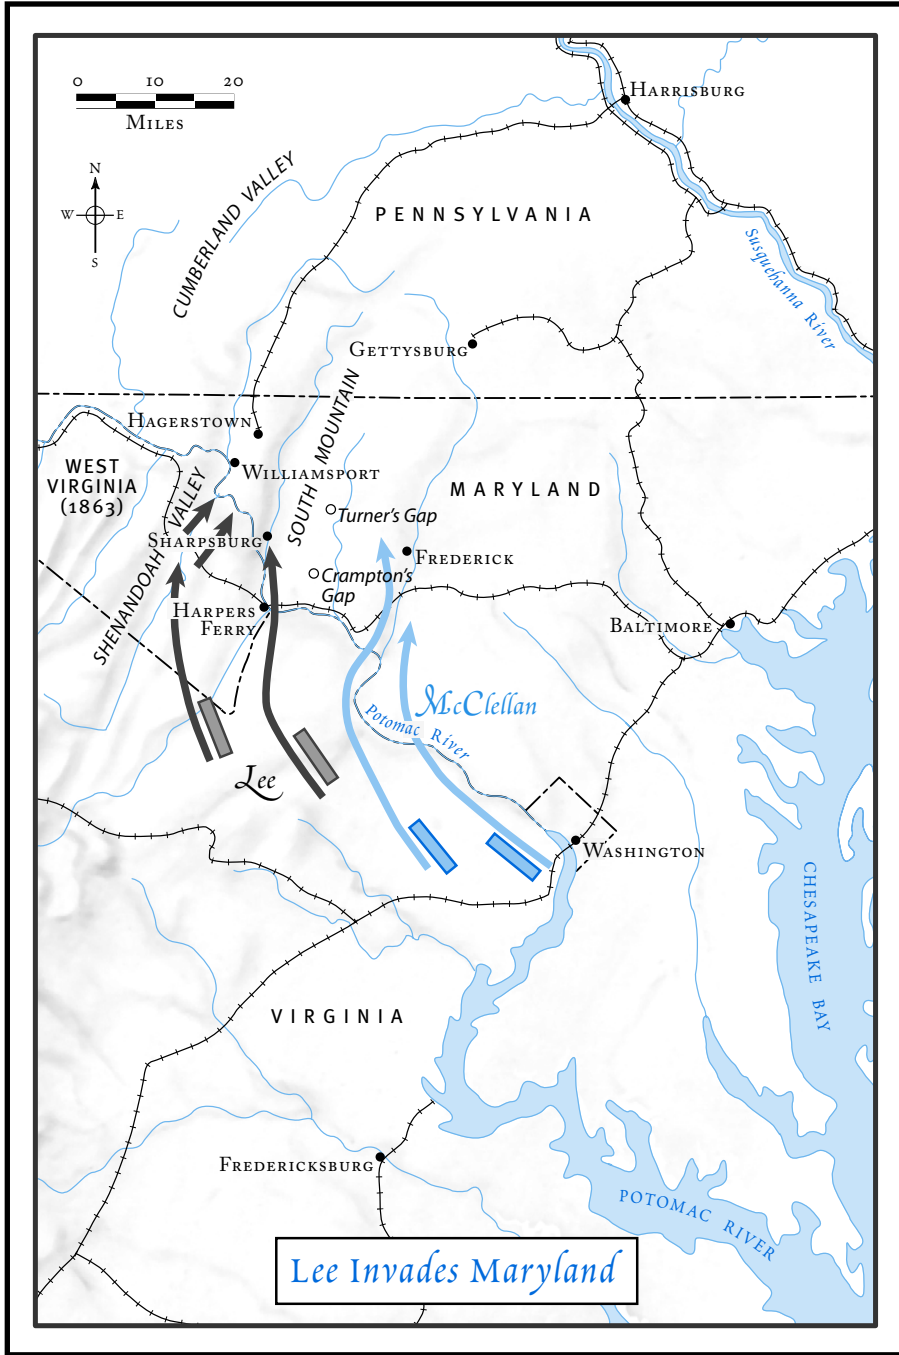 0 10 20
Miles
N
W E
S
Harrisburg
CUMBERLAND VALLEY
PENNSYLVANIA
Susquehanna River
Gettysburg
SOUTH MOUNTAIN
Hagerstown
WEST
VIRGINIA
(1863)
Williamsport
MARYLAND
SHENANDOAH VALLEY
Turner's Gap
Sharpsburg
Frederick
Crampton's
Gap
Harpers
Ferry
Baltimore
McClellan
Potomac River
Lee
Washington
CHESAPEAKE BAY
VIRGINIA
Fredericksburg
POTOMAC RIVER
Lee Invades Maryland